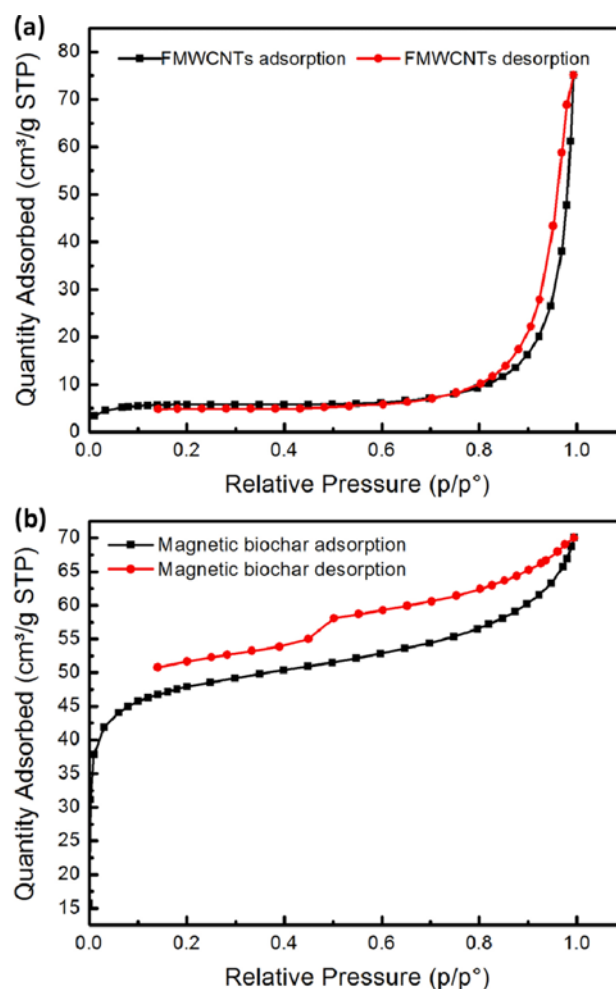 (a)
FMWCNTs adsorption FMWCNTs desorption
Quantity Adsorbed (cm³/g STP)
80
70
60
50
40
30
20
10
0
0.0 0.2 0.4 0.6 0.8 1.0
Relative Pressure (p/p°)
(b)
Magnetic biochar adsorption
Magnetic biochar desorption
Quantity Adsorbed (cm³/g STP)
70
65
60
55
50
45
40
35
30
25
20
15
0.0 0.2 0.4 0.6 0.8 1.0
Relative Pressure (p/p°)